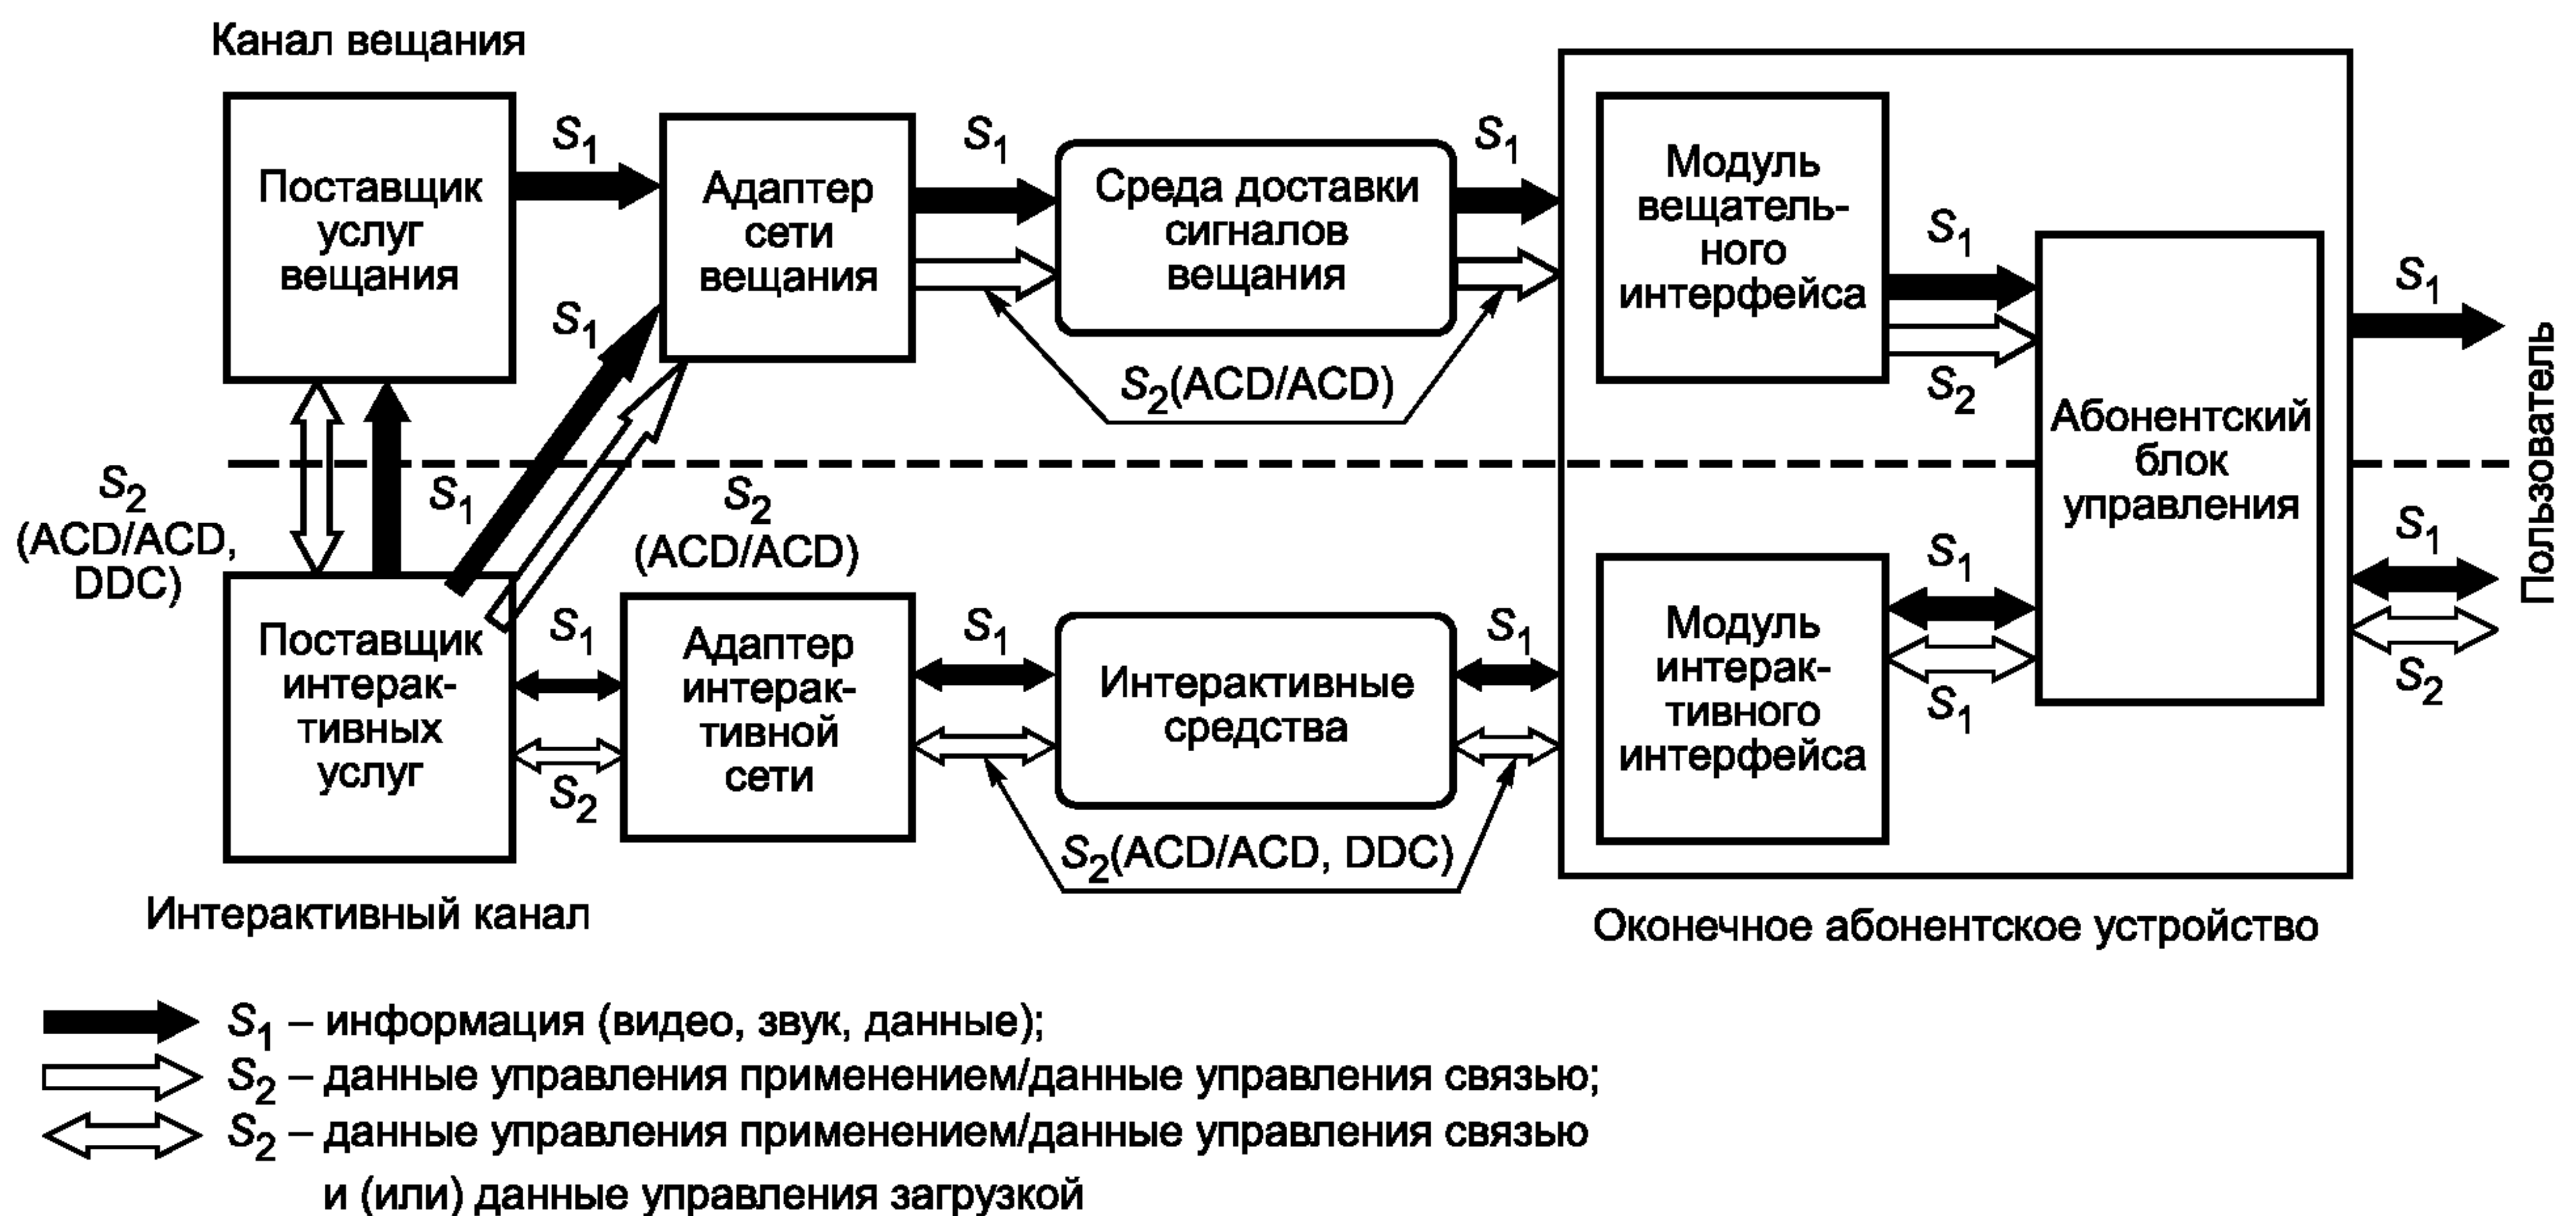 Канал вещания
Поставщик
услуг
вещания
S1
S1
Адаптер
сети
вещания
S1
Среда доставки
сигналов
вещания
S1
S2(ACD/ACD)
Модуль
вещатель-
ного
интерфейса
S1
S2
Абонентский
блок
управления
S1
Пользователь
S2
(ACD/ACD,
DDC)
S1
S2
(ACD/ACD)
Поставщик
интерак-
тивных
услуг
S1
S2
Адаптер
интерак-
тивной
сети
S1
Интерактивные
средства
S1
S2(ACD/ACD, DDC)
Модуль
интерак-
тивного
интерфейса
S1
S1
S1
S2
Интерактивный канал
Оконечное абонентское устройство
S1 – информация (видео, звук, данные);
S2 – данные управления применением/данные управления связью;
S2 – данные управления применением/данные управления связью
и (или) данные управления загрузкой